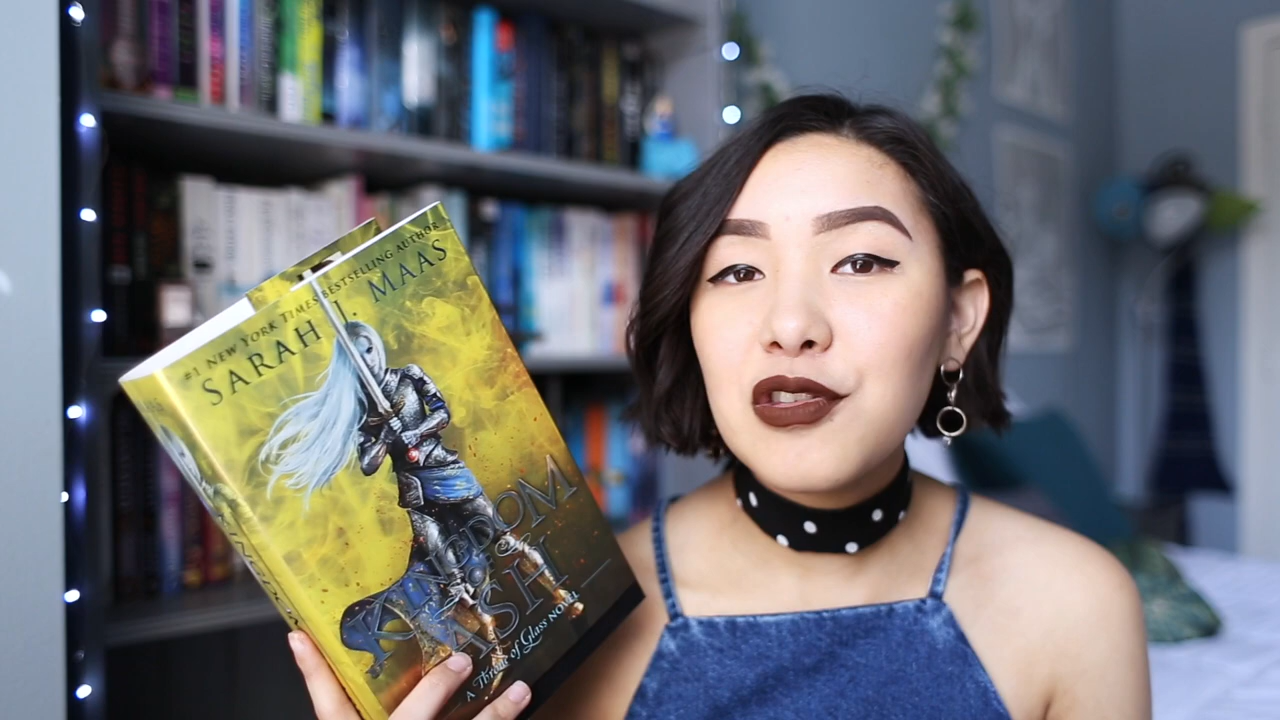 #1 NEW YORK TIMES BESTSELLING AUTHOR
SARAH J. MAAS
KINGDOM
OF
ASH
A Throne of Glass NOVEL